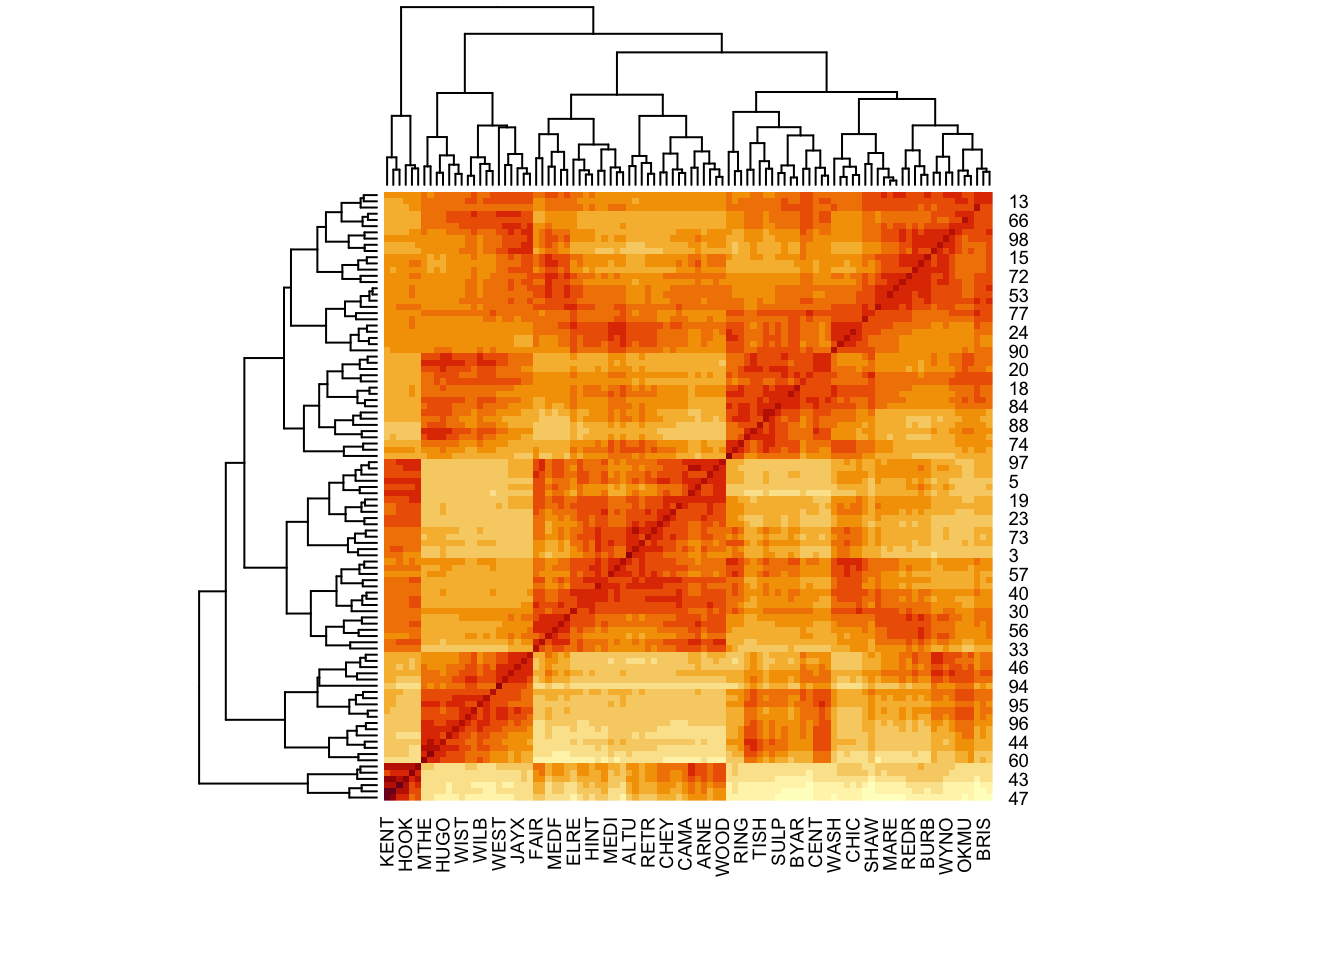 13
66
98
15
72
53
77
24
90
20
18
84
88
74
97
5
19
23
73
3
57
40
30
56
33
46
94
95
96
44
60
43
47
KENT
HOOK
MTHE
HUGO
WIST
WILB
WEST
JAYX
FAIR
MEDF
ELRE
HINT
MEDI
ALTU
RETR
CHEY
CAMA
ARNE
WOOD
RING
TISH
SULP
BYAR
CENT
WASH
CHIC
SHAW
MARE
REDR
BURB
WYNO
OKMU
BRIS